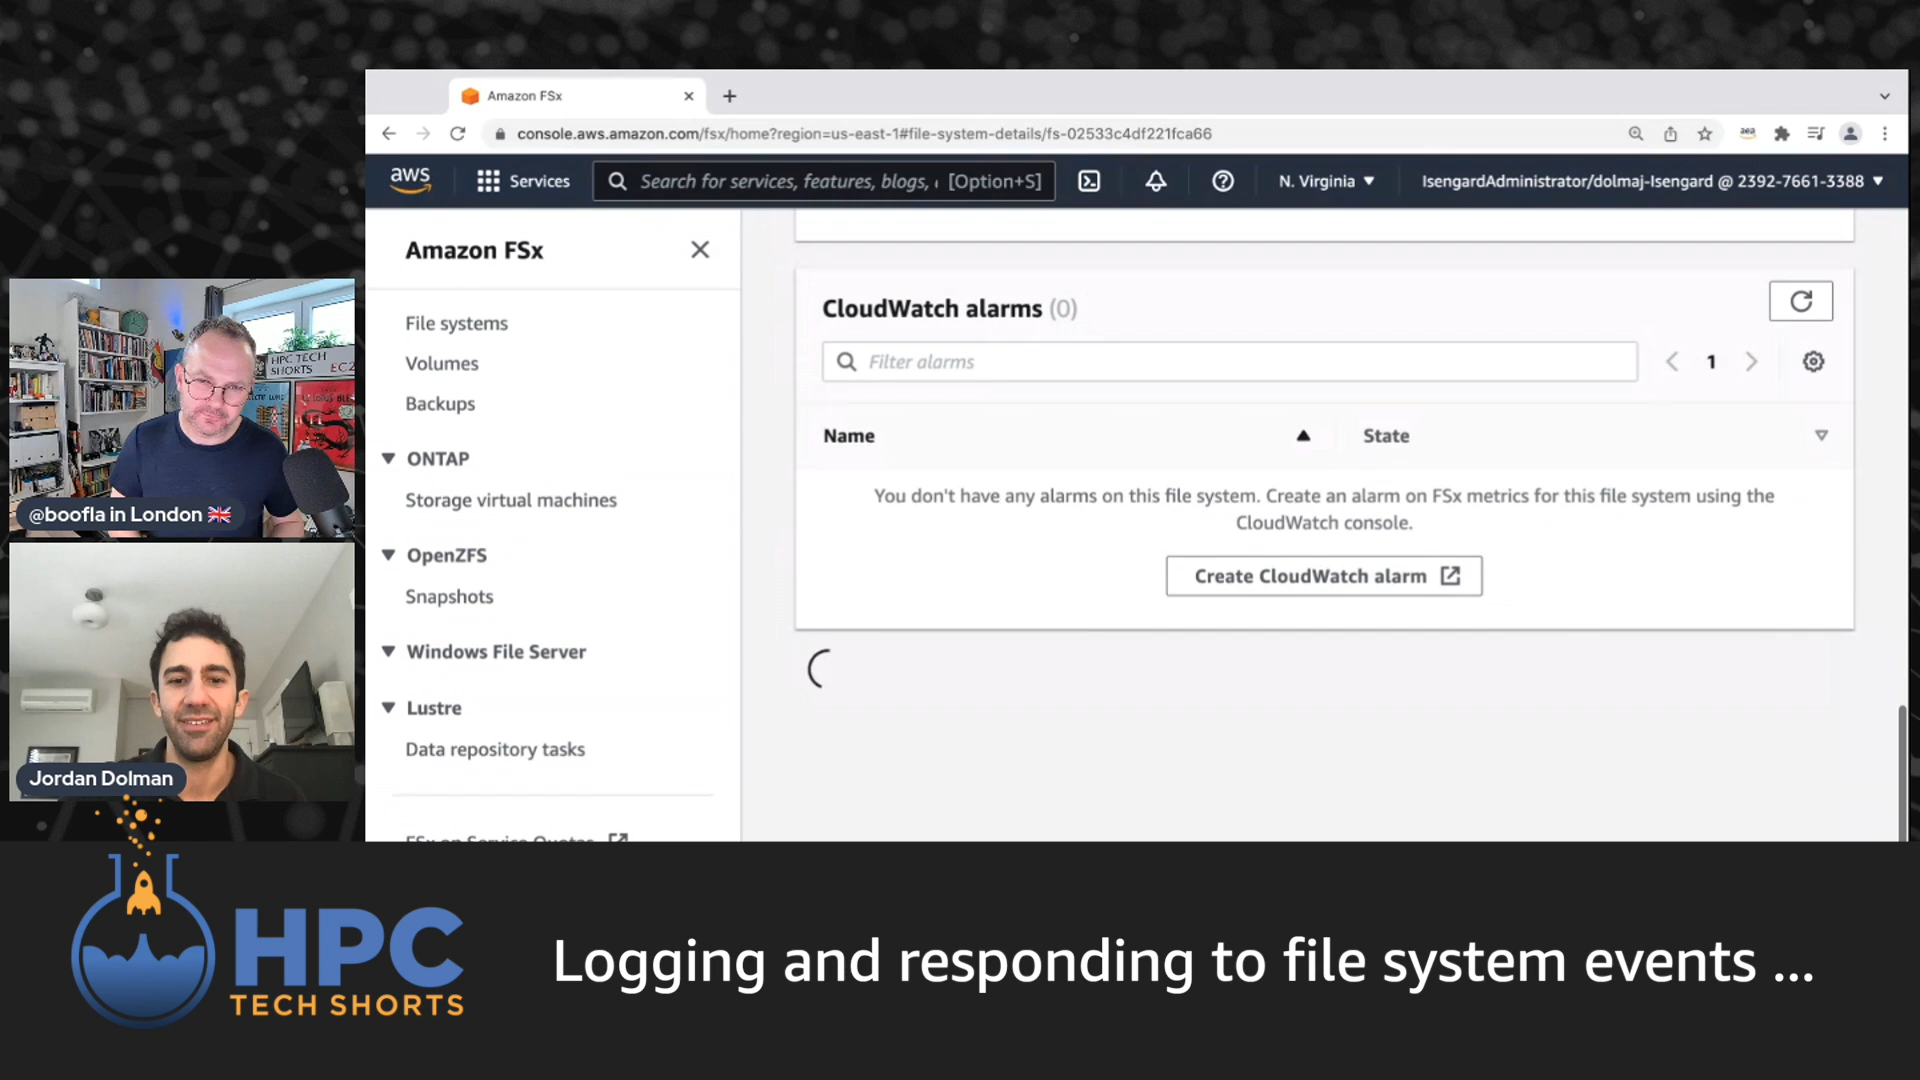 Amazon FSx
console.aws.amazon.com/fsx/home?region=us-east-1#file-system-details/fs-02533c4df221fca66
aws
Services
Search for services, features, blogs, [Option+S]
N. Virginia
IsengardAdministrator/dolmaj-Isengard @ 2392-7661-3388
Amazon FSx
File systems
Volumes
Backups
ONTAP
Storage virtual machines
OpenZFS
Snapshots
Windows File Server
Lustre
Data repository tasks
FSx on Service Quotas
CloudWatch alarms (0)
Filter alarms
1
Name
State
You don't have any alarms on this file system. Create an alarm on FSx metrics for this file system using the
CloudWatch console.
Create CloudWatch alarm
HPC TECH
SHORTS
EC2
@boofla in London
Jordan Dolman
HPC
TECH SHORTS
Logging and responding to file system events ...